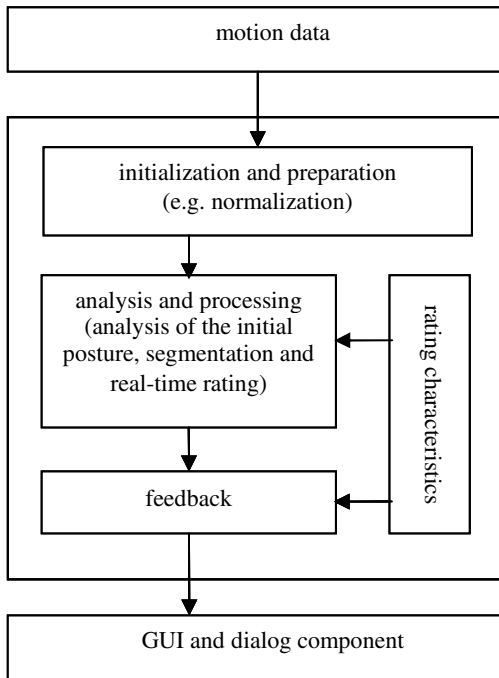 motion data
initialization and preparation
(e.g. normalization)
analysis and processing
(analysis of the initial
posture, segmentation and
real-time rating)
rating characteristics
feedback
GUI and dialog component